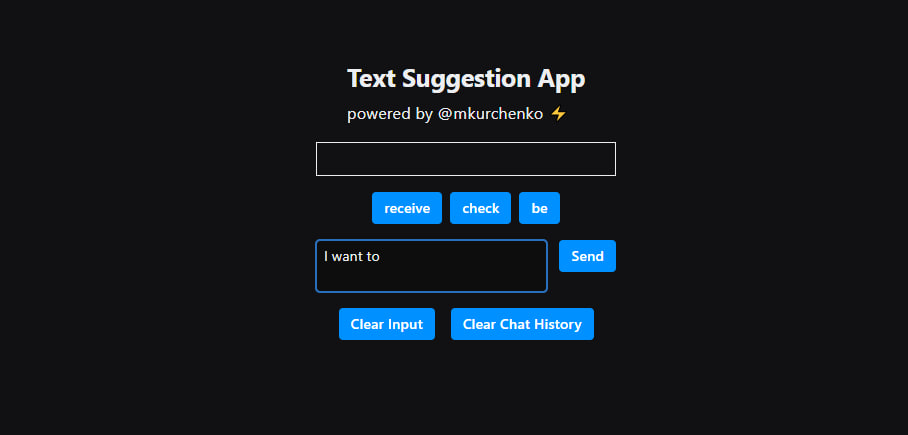 Text Suggestion App
powered by @mkurchenko ⚡
receive check be
I want to
Send
Clear Input Clear Chat History